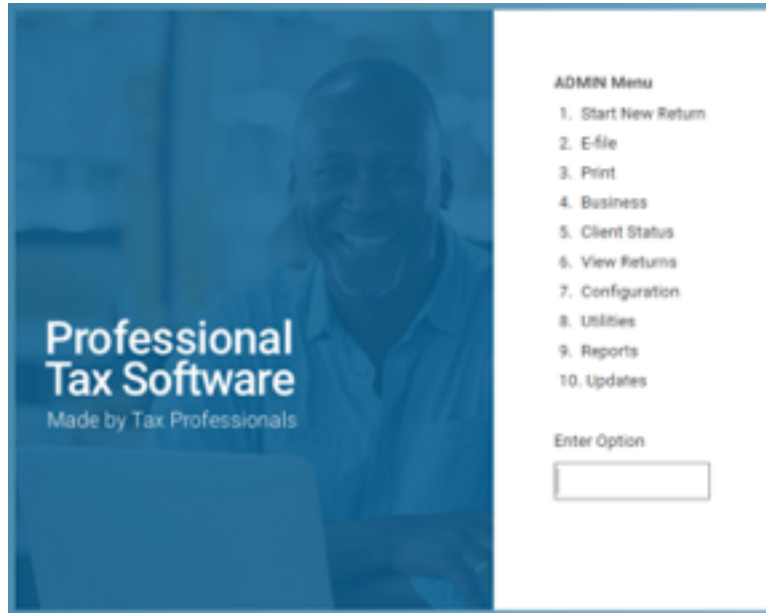 Professional
Tax Software
Made by Tax Professionals
ADMIN Menu
1. Start New Return
2. E-file
3. Print
4. Business
5. Client Status
6. View Returns
7. Configuration
8. Utilities
9. Reports
10. Updates
Enter Option